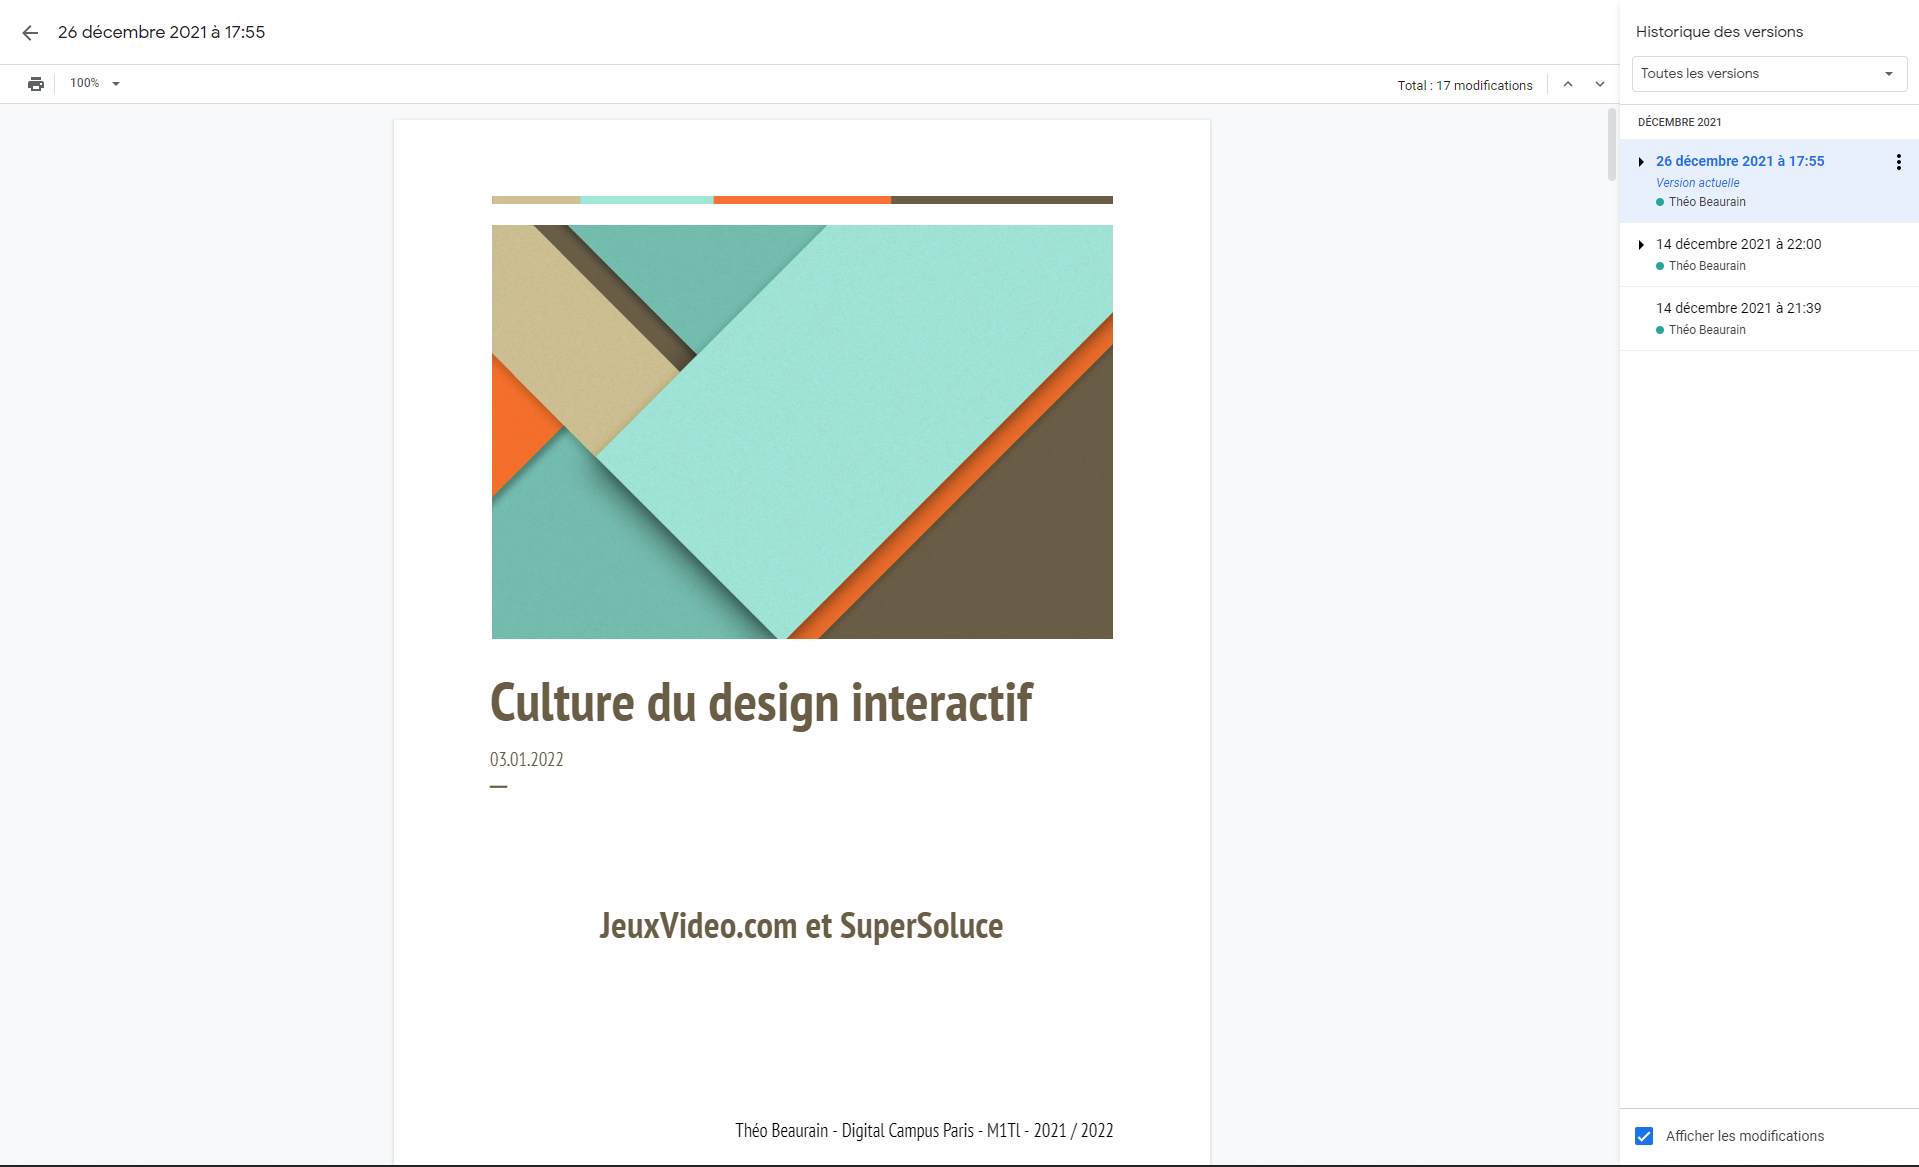 26 décembre 2021 à 17:55
100%
Total : 17 modifications
Culture du design interactif
03.01.2022
—
JeuxVideo.com et SuperSoluce
Théo Beaurain - Digital Campus Paris - M1Tl - 2021 / 2022
Historique des versions
Toutes les versions
DÉCEMBRE 2021
26 décembre 2021 à 17:55
Version actuelle
Théo Beaurain
14 décembre 2021 à 22:00
Théo Beaurain
14 décembre 2021 à 21:39
Théo Beaurain
Afficher les modifications